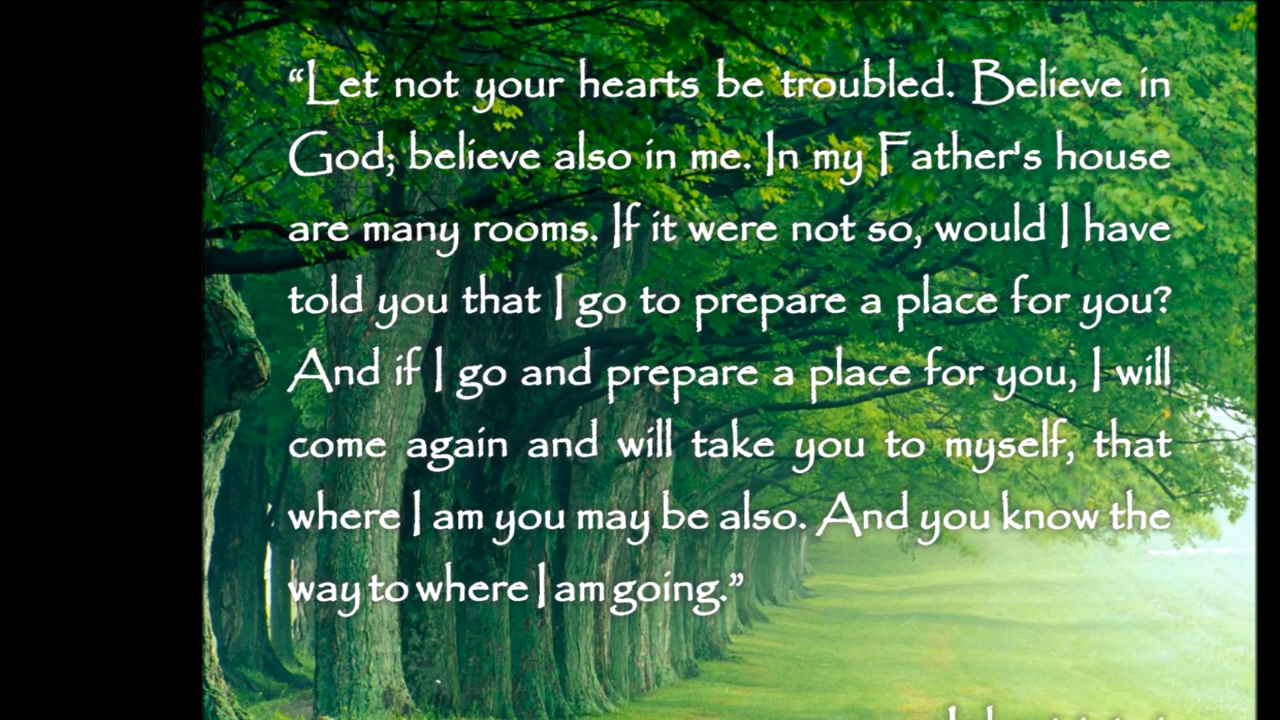 “Let not your hearts be troubled. Believe in
God; believe also in me. In my Father's house
are many rooms. If it were not so, would I have
told you that I go to prepare a place for you?
And if I go and prepare a place for you, I will
come again and will take you to myself, that
where I am you may be also. And you know the
way to where I am going.”